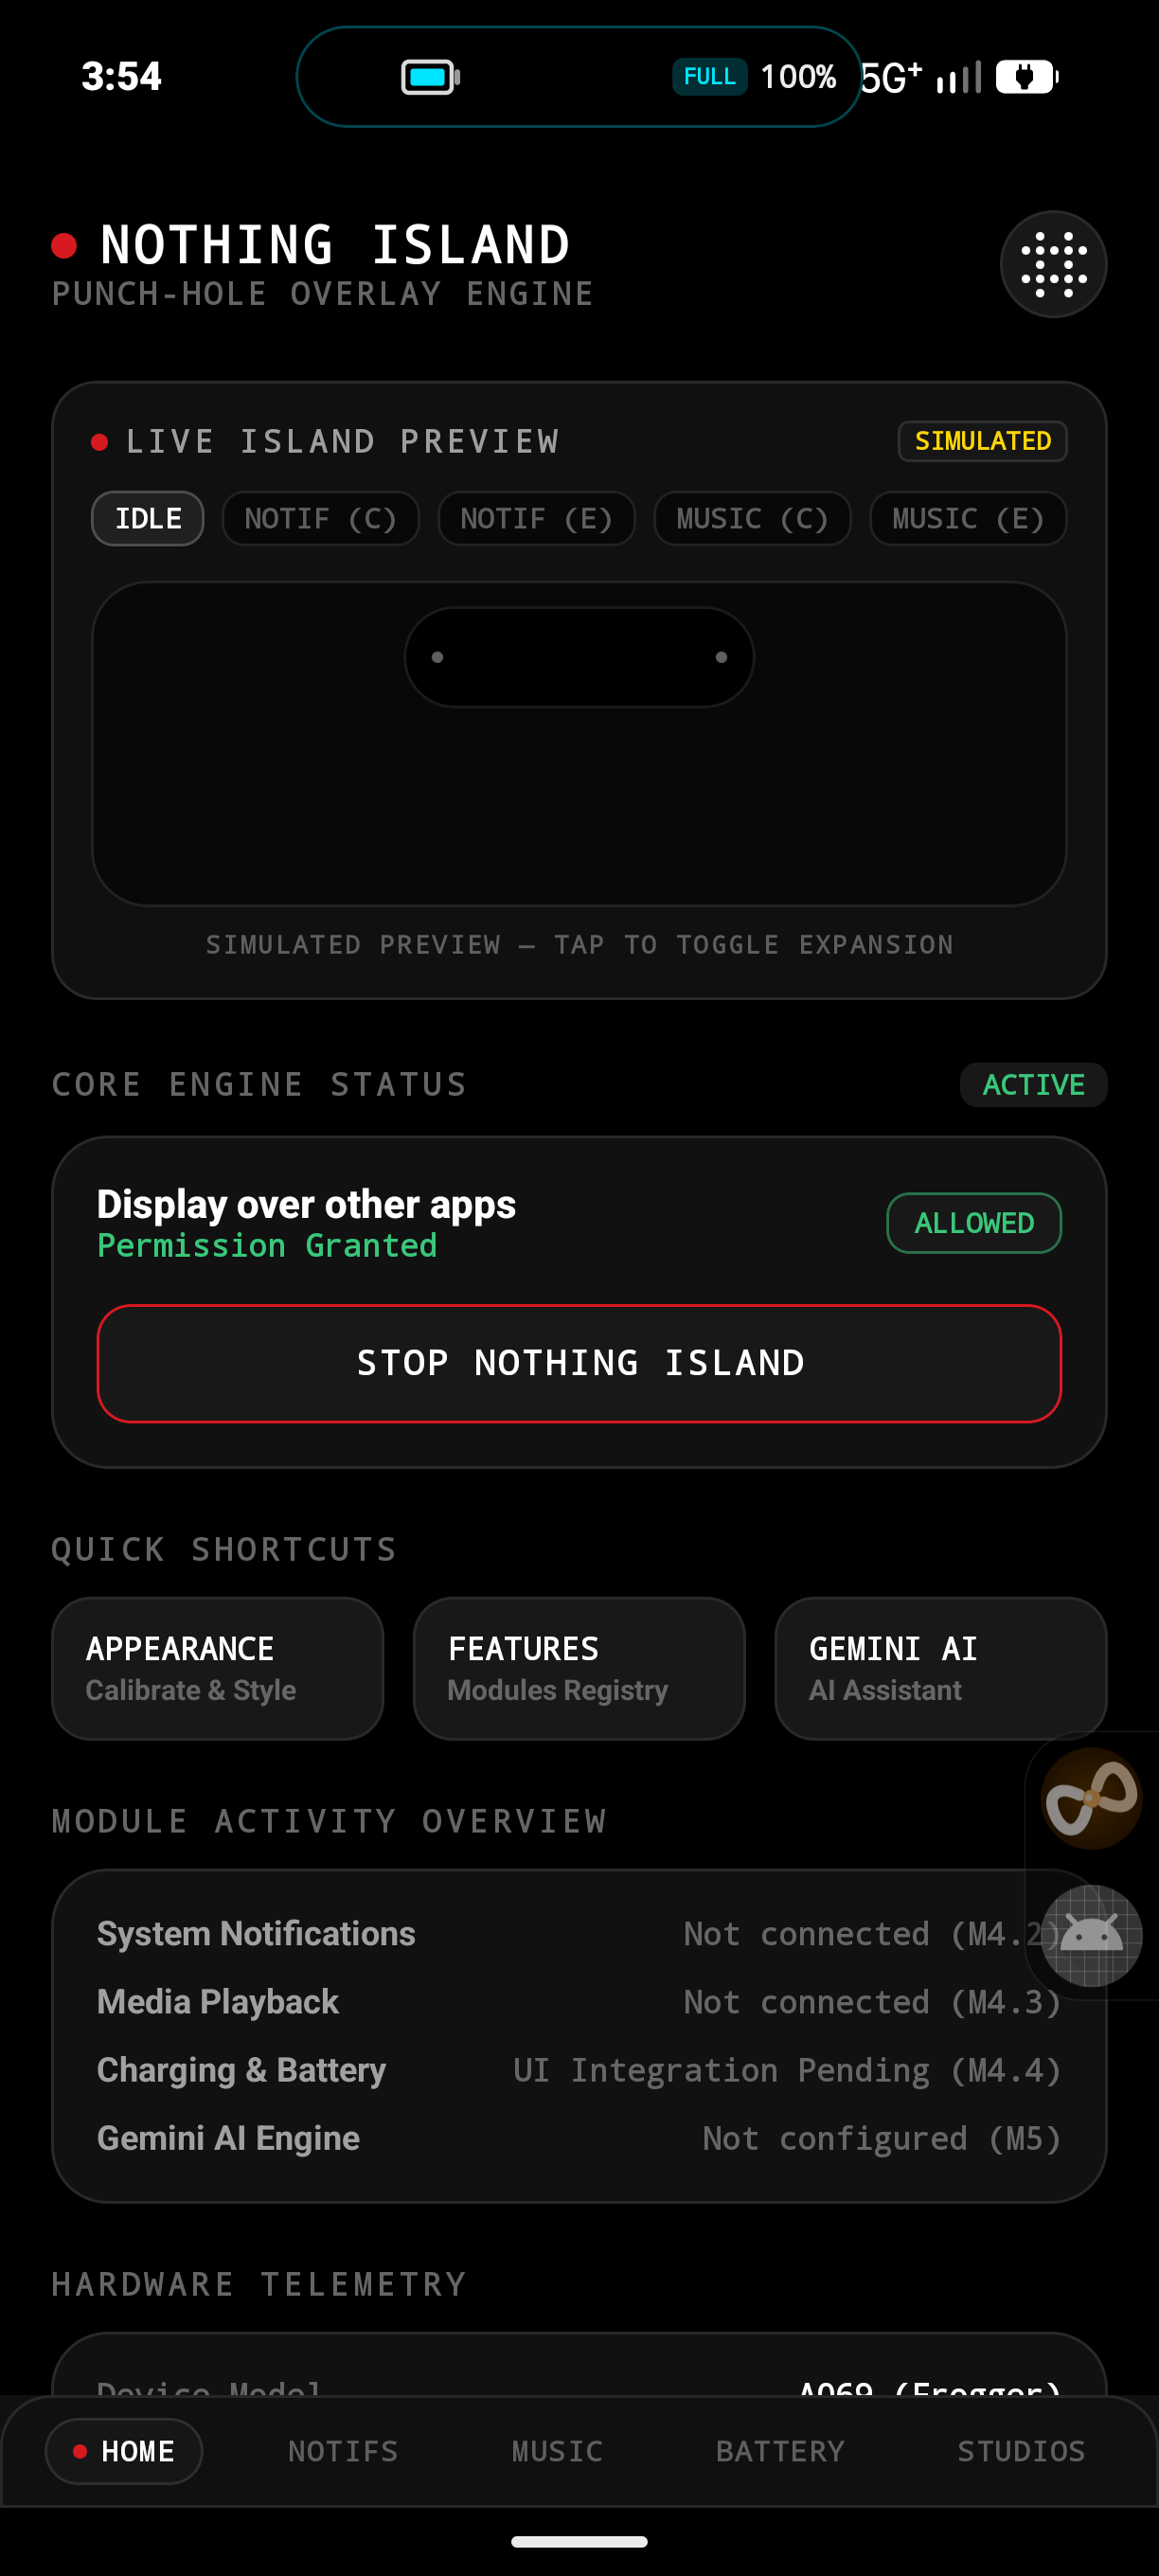 3:54
FULL 100% 5G+
NOTHING ISLAND
PUNCH-HOLE OVERLAY ENGINE
LIVE ISLAND PREVIEW
SIMULATED
IDLE
NOTIF (C)
NOTIF (E)
MUSIC (C)
MUSIC (E)
SIMULATED PREVIEW — TAP TO TOGGLE EXPANSION
CORE ENGINE STATUS
ACTIVE
Display over other apps
Permission Granted
ALLOWED
STOP NOTHING ISLAND
QUICK SHORTCUTS
APPEARANCE
Calibrate & Style
FEATURES
Modules Registry
GEMINI AI
AI Assistant
MODULE ACTIVITY OVERVIEW
System Notifications
Not connected (M4.2)
Media Playback
Not connected (M4.3)
Charging & Battery
UI Integration Pending (M4.4)
Gemini AI Engine
Not configured (M5)
HARDWARE TELEMETRY
Device Model
A069 (Frogger)
HOME
NOTIFS
MUSIC
BATTERY
STUDIOS